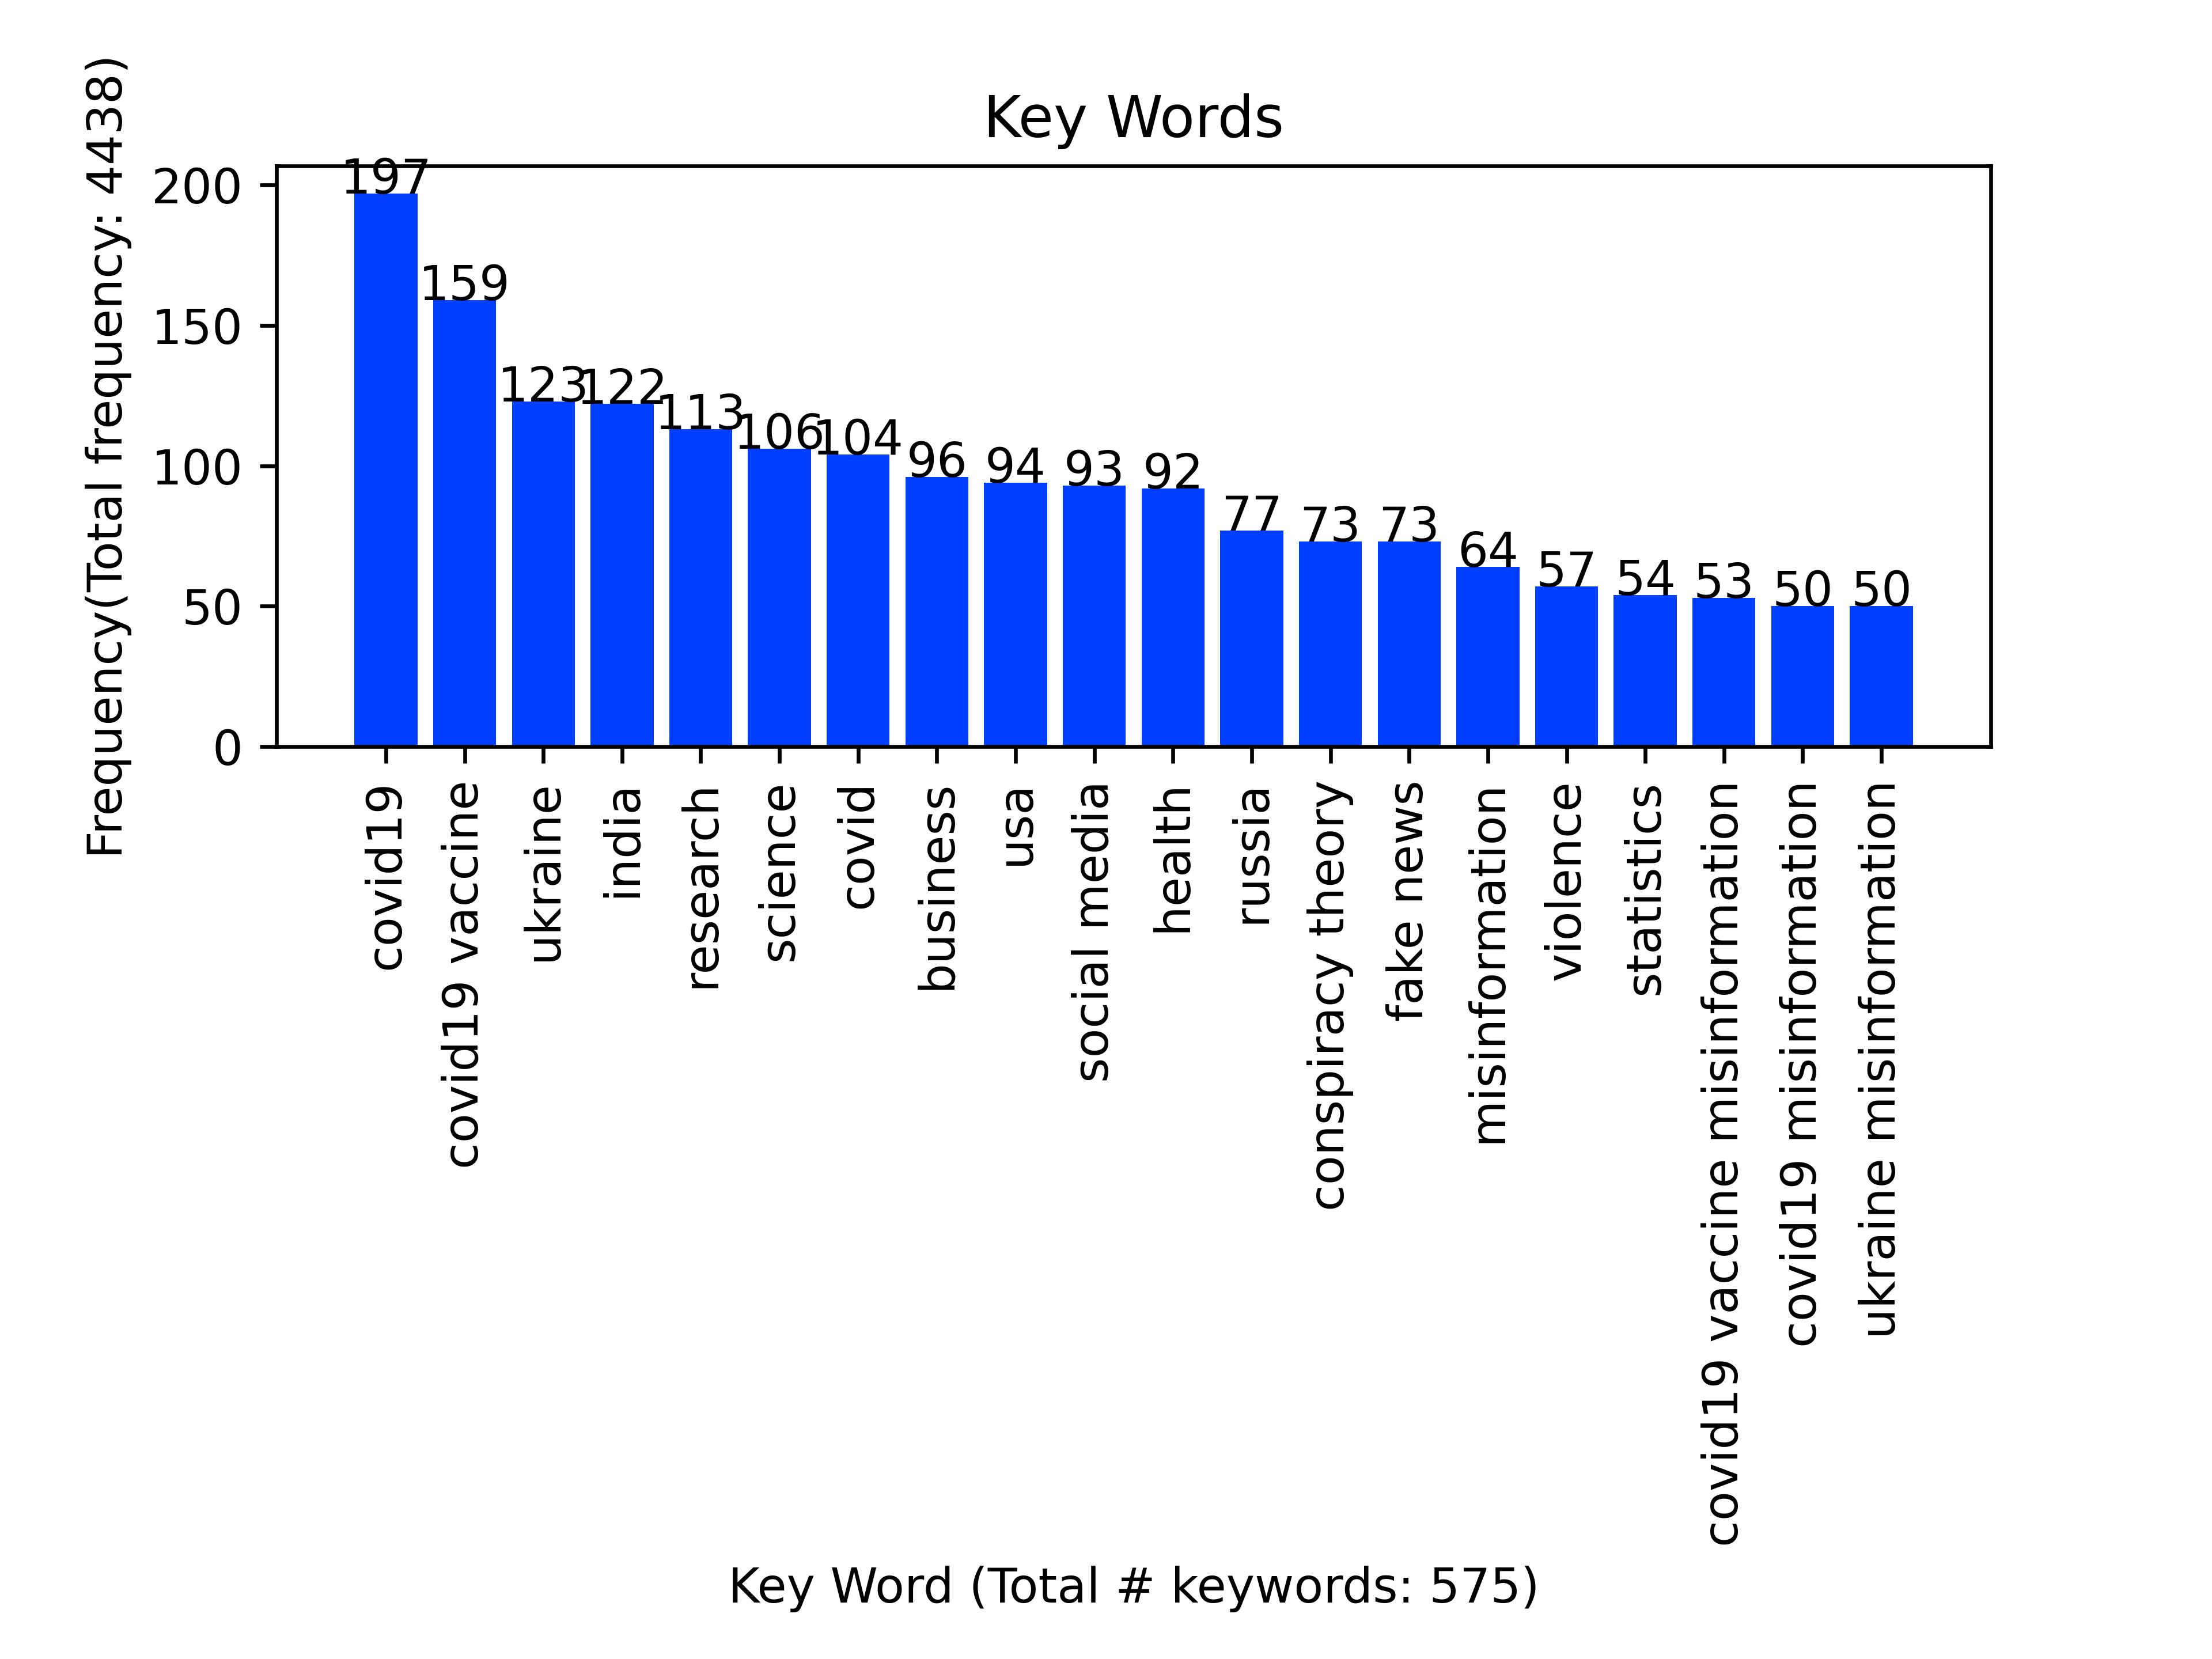 Key Words
Frequency(Total frequency: 4438)
200
150
100
50
0
197
159
123
122
113
106
104
96
94
93
92
77
73
73
64
57
54
53
50
50
covid19
covid19 vaccine
ukraine
india
research
science
covid
business
usa
social media
health
russia
conspiracy theory
fake news
misinformation
violence
statistics
covid19 vaccine misinformation
covid19 misinformation
ukraine misinformation
Key Word (Total # keywords: 575)